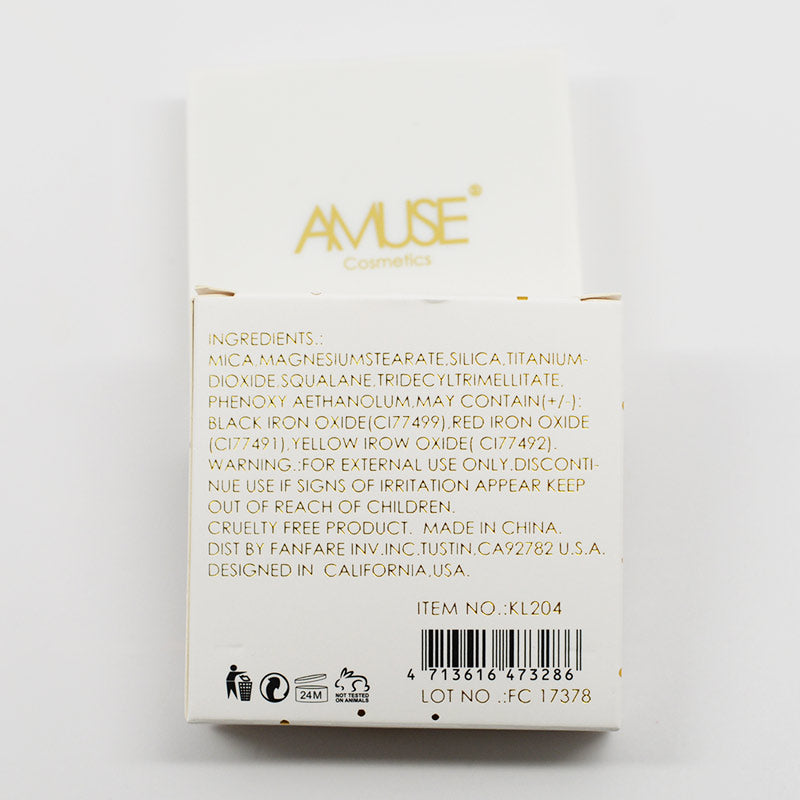 AMUSE®
Cosmetics
INGREDIENTS.:
MICA,MAGNESIUMSTEARATE,SILICA,TITANIUM-
DIOXIDE,SQUALANE,TRIDECYLTRIMELLITATE,
PHENOXY AETHANOLUM,MAY CONTAIN(+/-):
BLACK IRON OXIDE(CI77499),RED IRON OXIDE
(CI77491),YELLOW IROW OXIDE( CI77492).
WARNING.:FOR EXTERNAL USE ONLY.DISCONTI-
NUE USE IF SIGNS OF IRRITATION APPEAR KEEP
OUT OF REACH OF CHILDREN.
CRUELTY FREE PRODUCT. MADE IN CHINA.
DIST BY FANFARE INV.INC.TUSTIN,CA92782 U.S.A.
DESIGNED IN CALIFORNIA,USA.
ITEM NO.:KL204
4 713616 473286
LOT NO .:FC 17378
24M
NOT TESTED
ON ANIMALS